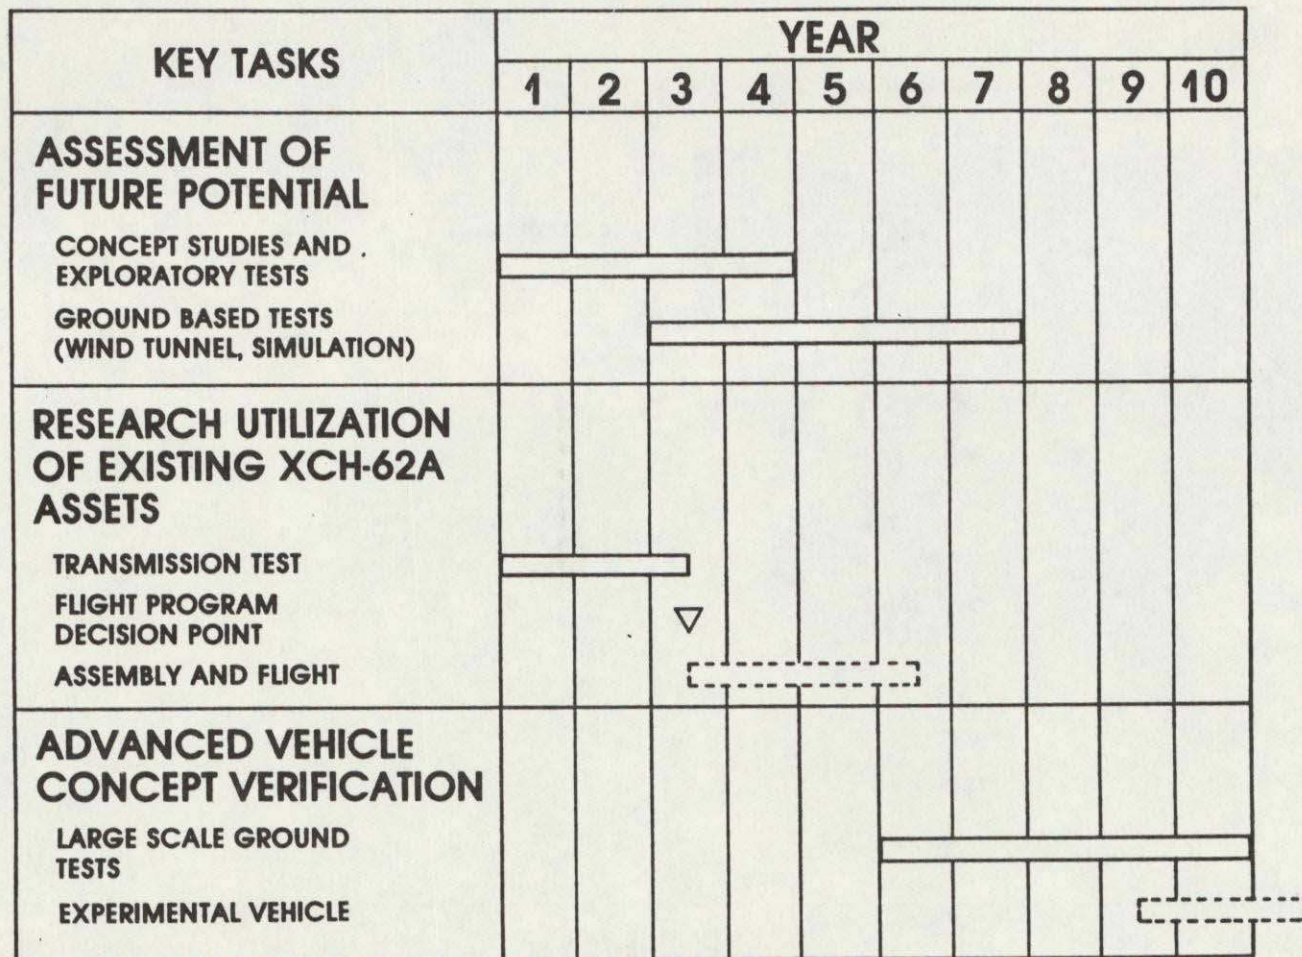 KEY TASKS
YEAR
1 2 3 4 5 6 7 8 9 10
ASSESSMENT OF
FUTURE POTENTIAL
CONCEPT STUDIES AND
EXPLORATORY TESTS
GROUND BASED TESTS
(WIND TUNNEL, SIMULATION)
RESEARCH UTILIZATION
OF EXISTING XCH-62A
ASSETS
TRANSMISSION TEST
FLIGHT PROGRAM
DECISION POINT
ASSEMBLY AND FLIGHT
ADVANCED VEHICLE
CONCEPT VERIFICATION
LARGE SCALE GROUND
TESTS
EXPERIMENTAL VEHICLE